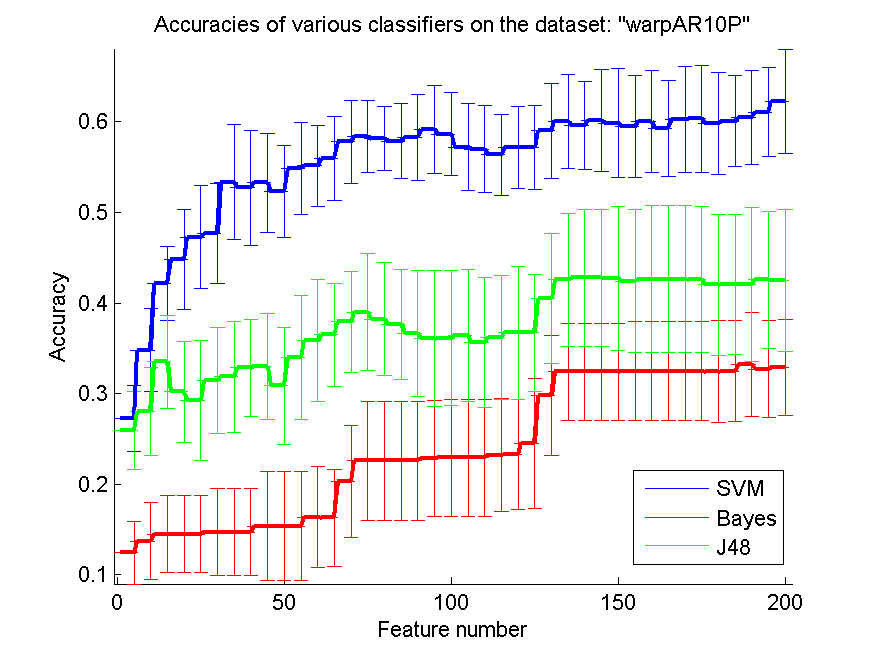 Accuracies of various classifiers on the dataset: "warpAR10P"
0.6
0.5
0.4
0.3
0.2
0.1
Accuracy
0
50
100
150
200
Feature number
SVM
Bayes
J48